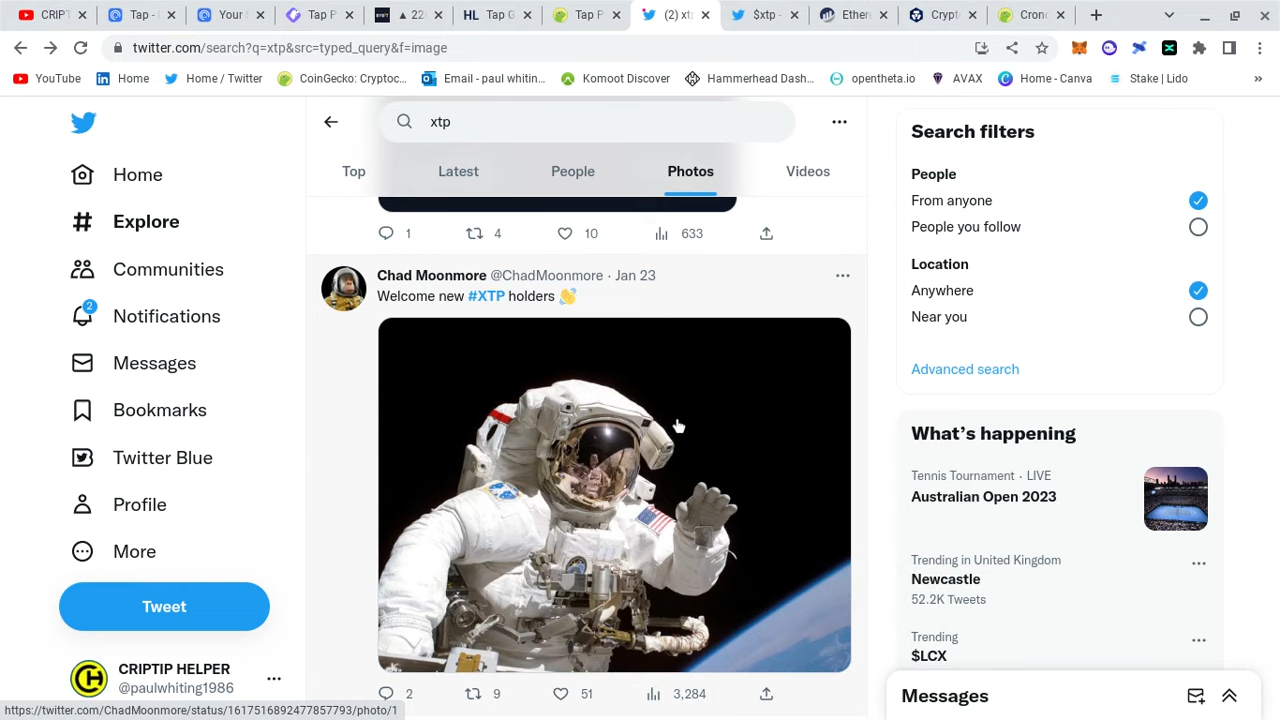 CRIPT
Tap -
Your
Tap P
▲ 22
HL Tap G
Tap P
(2) xt
$xtp -
Ether
Crypt
Cronc
twitter.com/search?q=xtp&src=typed_query&f=image
YouTube
Home
Home / Twitter
CoinGecko: Cryptoc...
Email - paul whitin...
Komoot Discover
Hammerhead Dash...
opentheta.io
AVAX
Home - Canva
Stake | Lido
»
xtp
Top
Latest
People
Photos
Videos
Home
Explore
Communities
2
Notifications
Messages
Bookmarks
Twitter Blue
Profile
More
Tweet
CRIPTIP HELPER
@paulwhiting1986
1
4
10
633
Chad Moonmore @ChadMoonmore · Jan 23
Welcome new #XTP holders 👋
2
9
51
3,284
Search filters
People
From anyone
People you follow
Location
Anywhere
Near you
Advanced search
What's happening
Tennis Tournament · LIVE
Australian Open 2023
Trending in United Kingdom
Newcastle
52.2K Tweets
Trending
$LCX
Messages
https://twitter.com/ChadMoonmore/status/1617516892477857793/photo/1